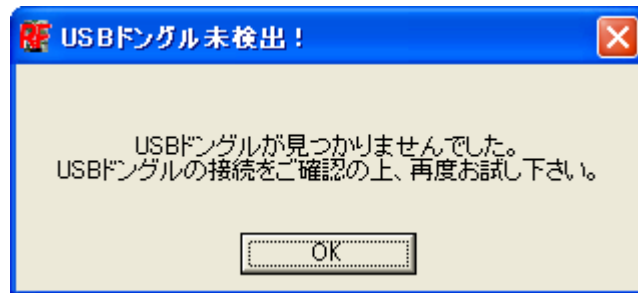 RF USBドングル未検出！
USBドングルが見つかりませんでした。
USBドングルの接続をご確認の上、再度お試し下さい。
OK